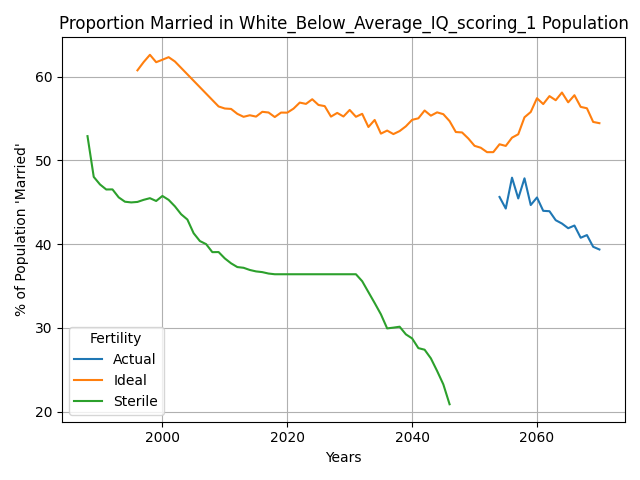 Proportion Married in White_Below_Average_IQ_scoring_1 Population
% of Population 'Married'
60
50
40
30
20
Fertility
Actual
Ideal
Sterile
2000
2020
2040
2060
Years